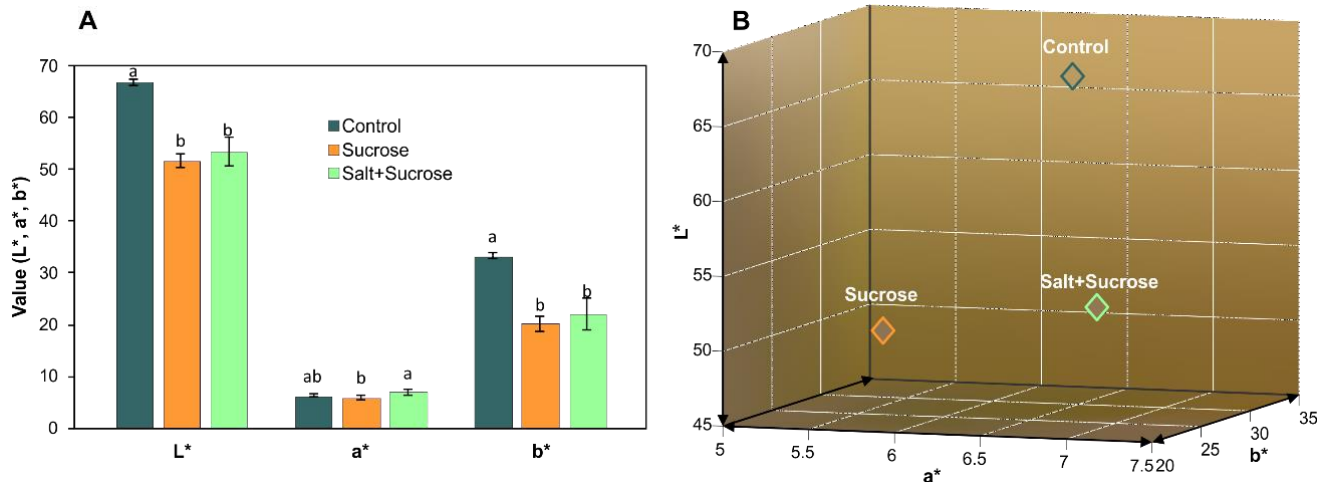 A
70
60
50
40
30
20
10
0
Value (L*, a*, b*)
a
b
b
ab
b
a
a
b
b
Control
Sucrose
Salt+Sucrose
L*
a*
b*
B
70
65
60
55
50
45
L*
Control
Sucrose
Salt+Sucrose
5
5.5
6
6.5
7
7.5
a*
20
25
30
35
b*